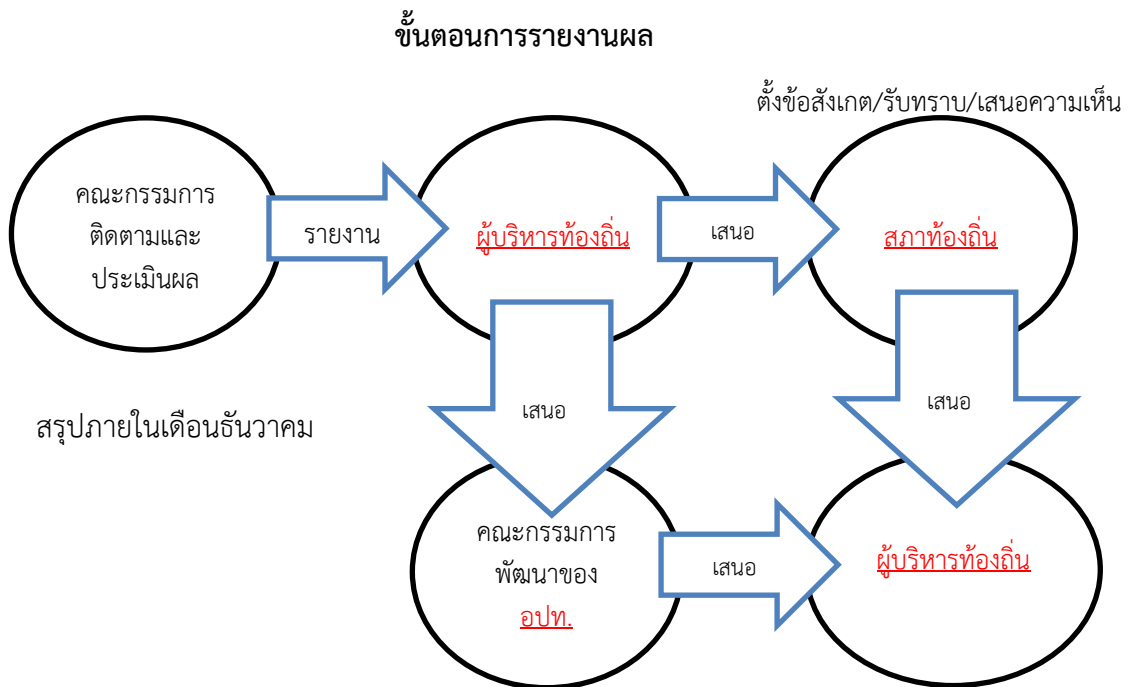 ขั้นตอนการรายงานผล
ตั้งข้อสังเกต/รับทราบ/เสนอความเห็น
คณะกรรมการ
ติดตามและ
ประเมินผล
รายงาน
ผู้บริหารท้องถิ่น
เสนอ
สภาท้องถิ่น
เสนอ
เสนอ
สรุปภายในเดือนธันวาคม
คณะกรรมการ
พัฒนาของ
อปท.
เสนอ
ผู้บริหารท้องถิ่น